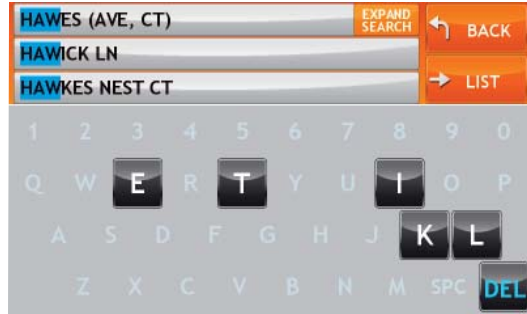 HAWES (AVE, CT)
EXPAND
SEARCH
BACK
HAWICK LN
HAWKES NEST CT
LIST
1 2 3 4 5 6 7 8 9 0
Q W E R T Y U I O P
A S D F G H J K L
Z X C V B N M SPC DEL